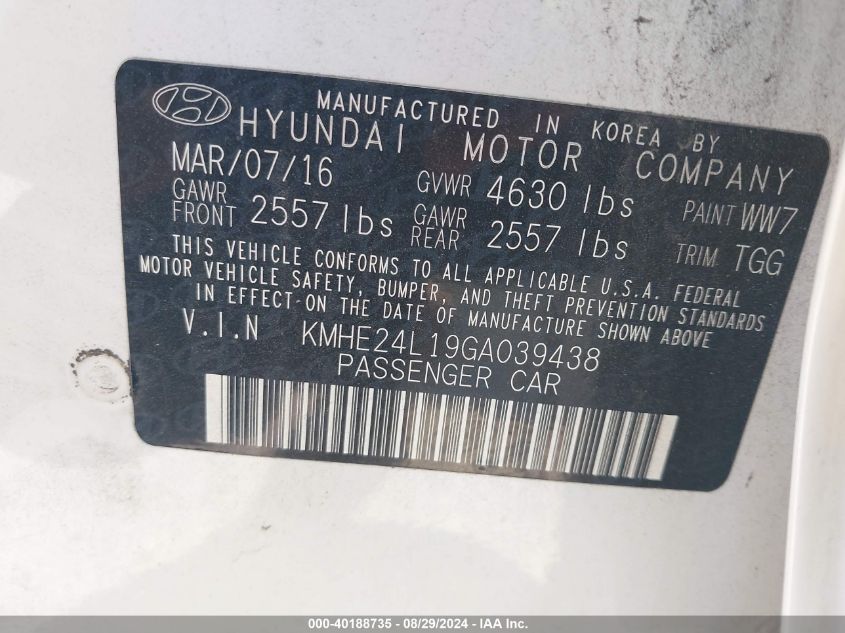 MANUFACTURED IN KOREA BY
HYUNDAI MOTOR COMPANY
MAR/07/16 GVWR 4630 lbs PAINT WW7
GAWR FRONT 2557 lbs GAWR REAR 2557 lbs TRIM TGG
THIS VEHICLE CONFORMS TO ALL APPLICABLE U.S.A. FEDERAL
MOTOR VEHICLE SAFETY, BUMPER, AND THEFT PREVENTION STANDARDS
IN EFFECT ON THE DATE OF MANUFACTURE SHOWN ABOVE
V.I.N KMHE24L19GA039438
PASSENGER CAR
000-40188735 - 08/29/2024 - IAA Inc.